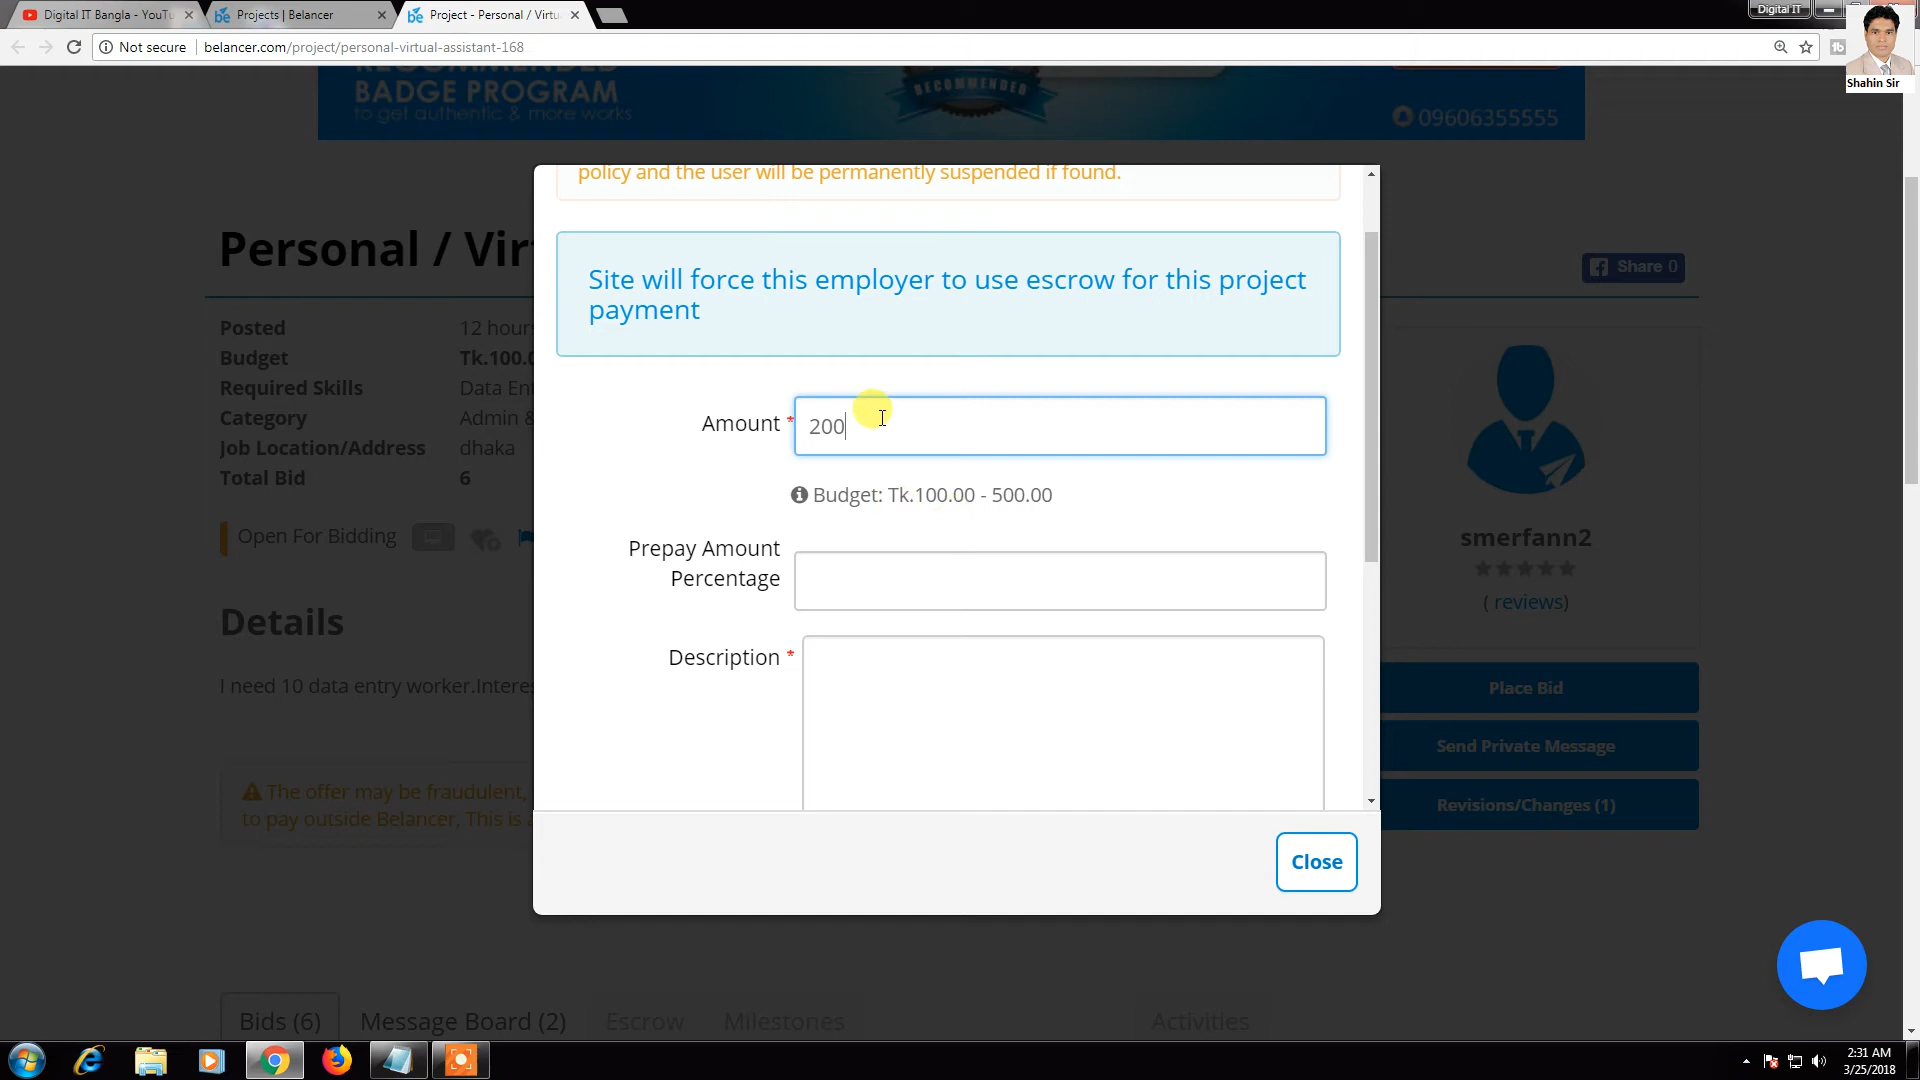 Digital IT Bangla - YouTu
Projects | Belancer
Project - Personal / Virtu
Digital IT
Not secure
belancer.com/project/personal-virtual-assistant-168
Shahin Sir
RECOMMENDED
BADGE PROGRAM
to get authentic & more works
RECOMMENDED
09606355555
policy and the user will be permanently suspended if found.
Personal / Vir
Share 0
Site will force this employer to use escrow for this project
payment
Posted
12 hour
Budget
Tk.100.0
Required Skills
Data Ent
Category
Admin &
Job Location/Address
dhaka
Total Bid
6
Amount *
200
Budget: Tk.100.00 - 500.00
Open For Bidding
Prepay Amount
Percentage
smerfann2
( reviews)
Details
Description *
I need 10 data entry worker.Interes
Place Bid
Send Private Message
Revisions/Changes (1)
The offer may be fraudulent,
to pay outside Belancer, This is a
Close
Bids (6)
Message Board (2)
Escrow
Milestones
Activities
2:31 AM
3/25/2018